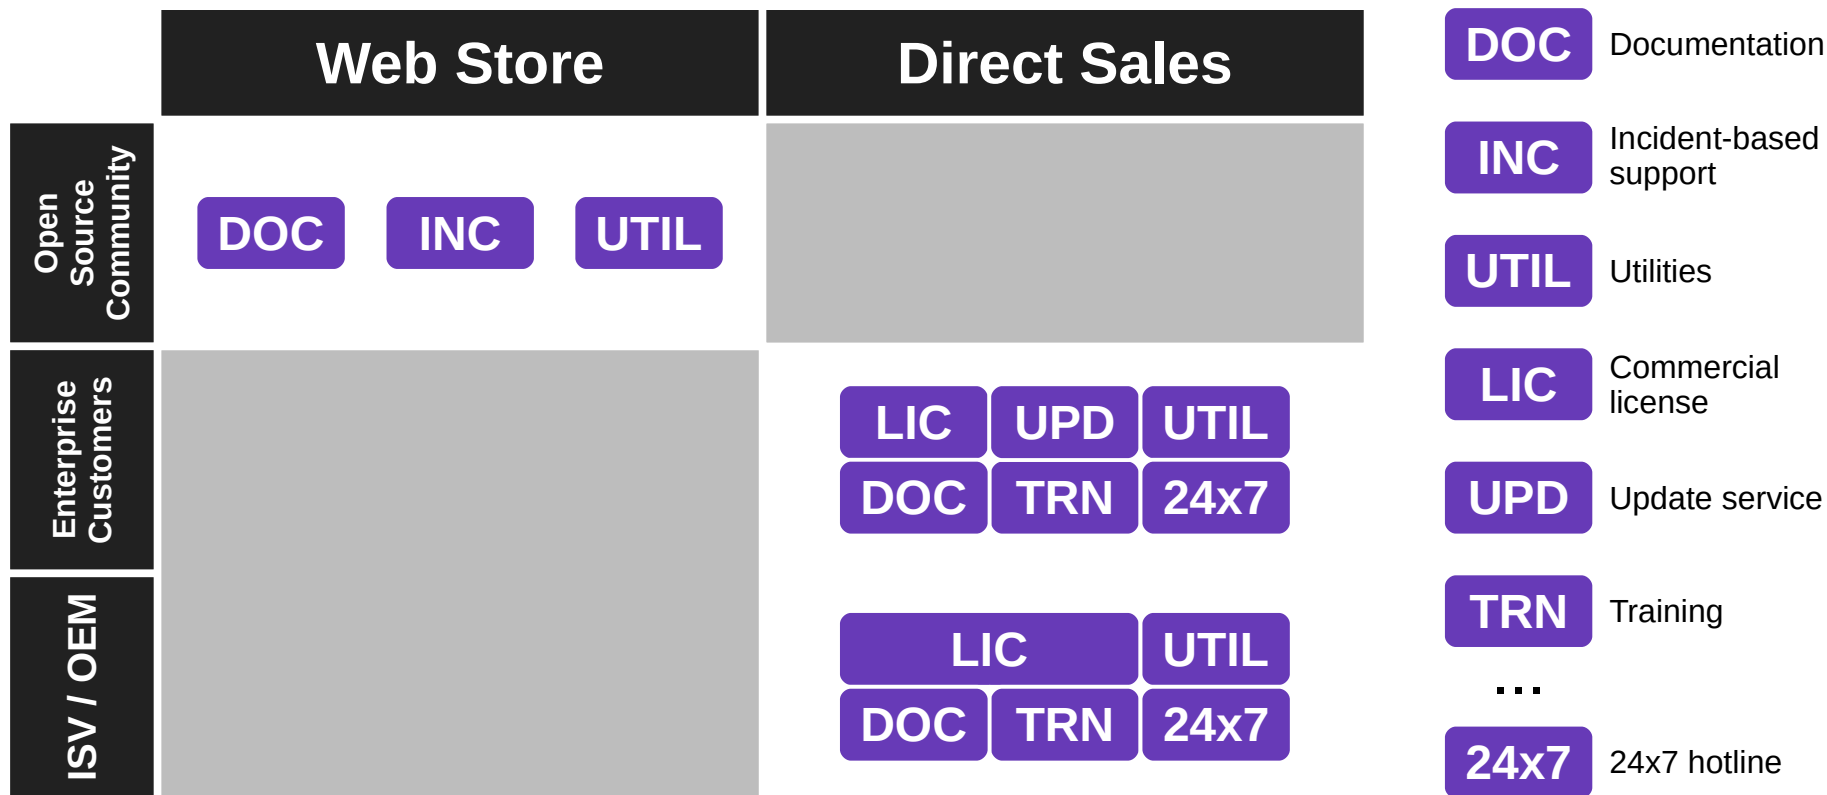 Web Store
Direct Sales
Open
Source
Community
DOC
INC
UTIL
Enterprise
Customers
LIC
UPD
UTIL
DOC
TRN
24x7
ISV / OEM
LIC
UTIL
DOC
TRN
24x7
DOC
Documentation
INC
Incident-based
support
UTIL
Utilities
LIC
Commercial
license
UPD
Update service
TRN
Training
...
24x7
24x7 hotline